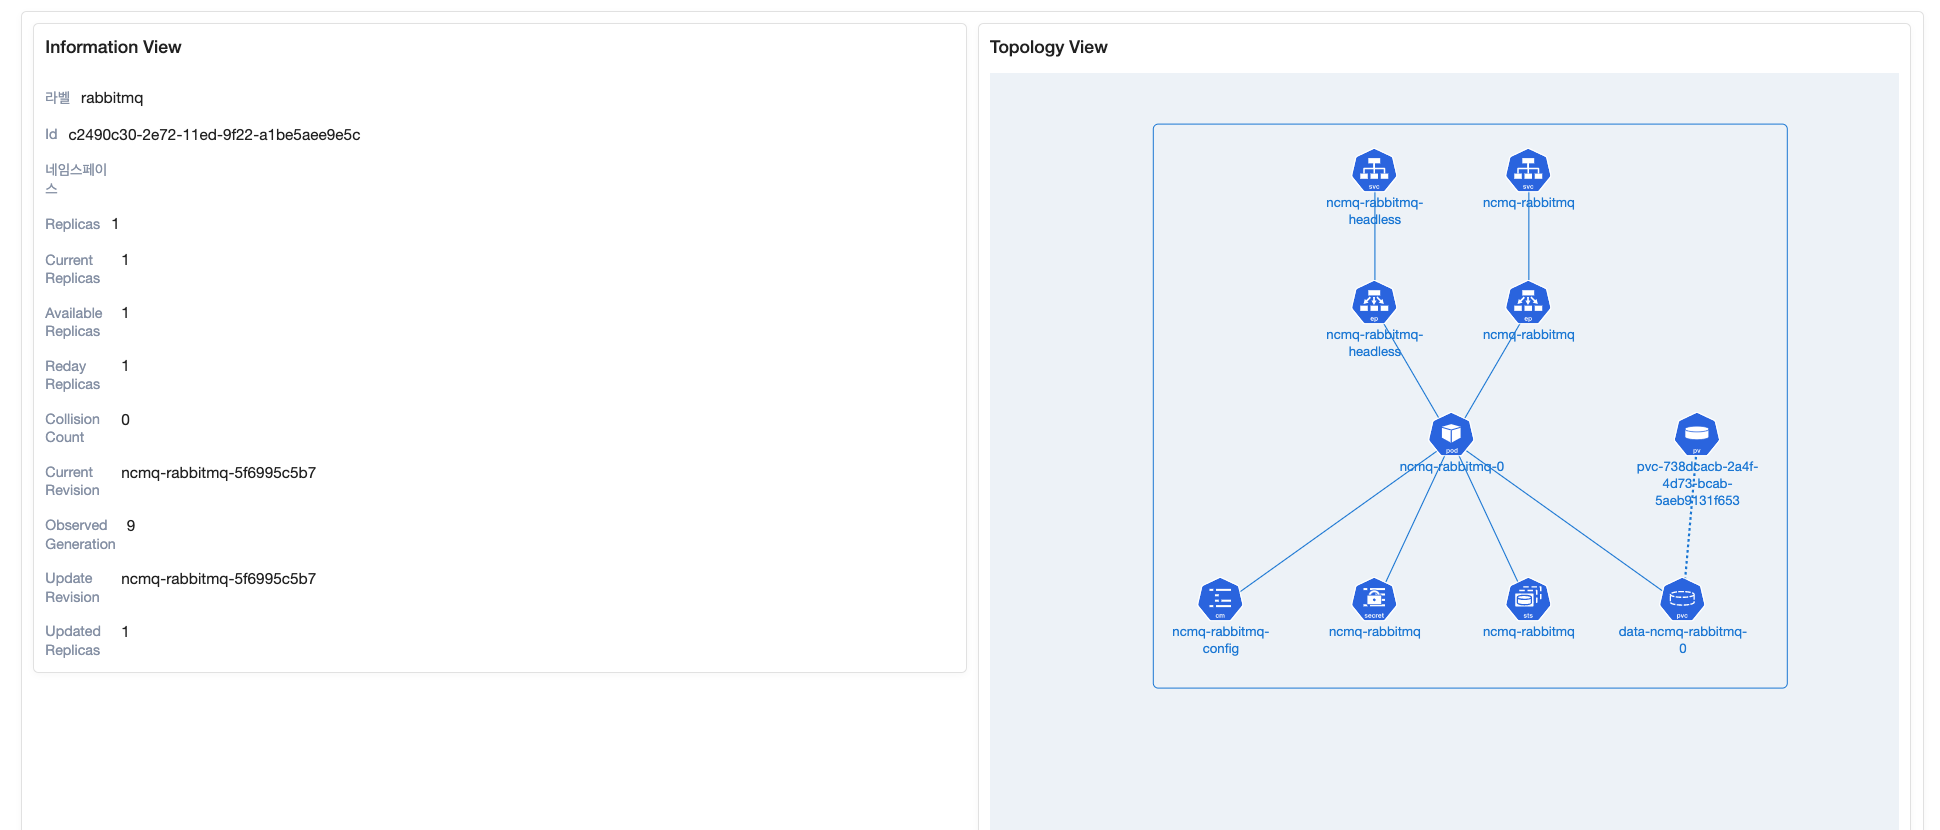 Information View
라벨 rabbitmq
Id c2490c30-2e72-11ed-9f22-a1be5aee9e5c
네임스페이
스
Replicas 1
Current 1
Replicas
Available 1
Replicas
Reday 1
Replicas
Collision 0
Count
Current ncmq-rabbitmq-5f6995c5b7
Revision
Observed 9
Generation
Update ncmq-rabbitmq-5f6995c5b7
Revision
Updated 1
Replicas
Topology View
svc
ncmq-rabbitmq-
headless
svc
ncmq-rabbitmq
ep
ncmq-rabbitmq-
headless
ep
ncmq-rabbitmq
pod
ncmq-rabbitmq-0
pv
pvc-738dcacb-2a4f-
4d73-bcab-
5aeb9131f653
cm
ncmq-rabbitmq-
config
secret
ncmq-rabbitmq
sts
ncmq-rabbitmq
pvc
data-ncmq-rabbitmq-
0